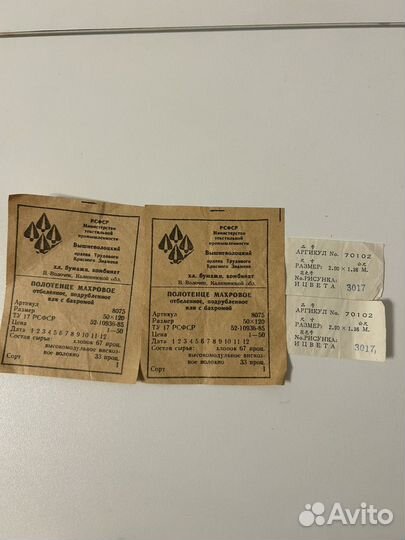 РСФСР
Министерство
текстильной
промышленности
Вышневолоцкий
ордена Трудового
Красного Знамени
хл. бумажн. комбинат
В. Волочек, Калининской обл.
ПОЛОТЕНЦЕ МАХРОВОЕ
отбеленное, подрубленное
или с бахромой
Артикул 8075
Размер 50×120
ТУ 17 РСФСР 52-10936-85
Цена 1—50
Дата 1 2 3 4 5 6 7 8 9 10 11 12
Состав сырья: хлопок 67 проц.
высокомодульное вискоз-
ное волокно 33 проц.
Сорт I
РСФСР
Министерство
текстильной
промышленности
Вышневолоцкий
ордена Трудового
Красного Знамени
хл. бумажн. комбинат
В. Волочек, Калининской обл.
ПОЛОТЕНЦЕ МАХРОВОЕ
отбеленное, подрубленное
или с бахромой
Артикул 8075
Размер 50×120
ТУ 17 РСФСР 52-10936-85
Цена 1—50
Дата 1 2 3 4 5 6 7 8 9 10 11 12
Состав сырья: хлопок 67 проц.
высокомодульное вискоз-
ное волокно 33 проц.
Сорт I
АРТИКУЛ No. 70102
尺寸
РАЗМЕР: М.
No.РИСУНКА:
И ЦВЕТА 3017
АРТИКУЛ No. 70102
尺寸
РАЗМЕР: М.
No.РИСУНКА:
И ЦВЕТА 3017
Avito